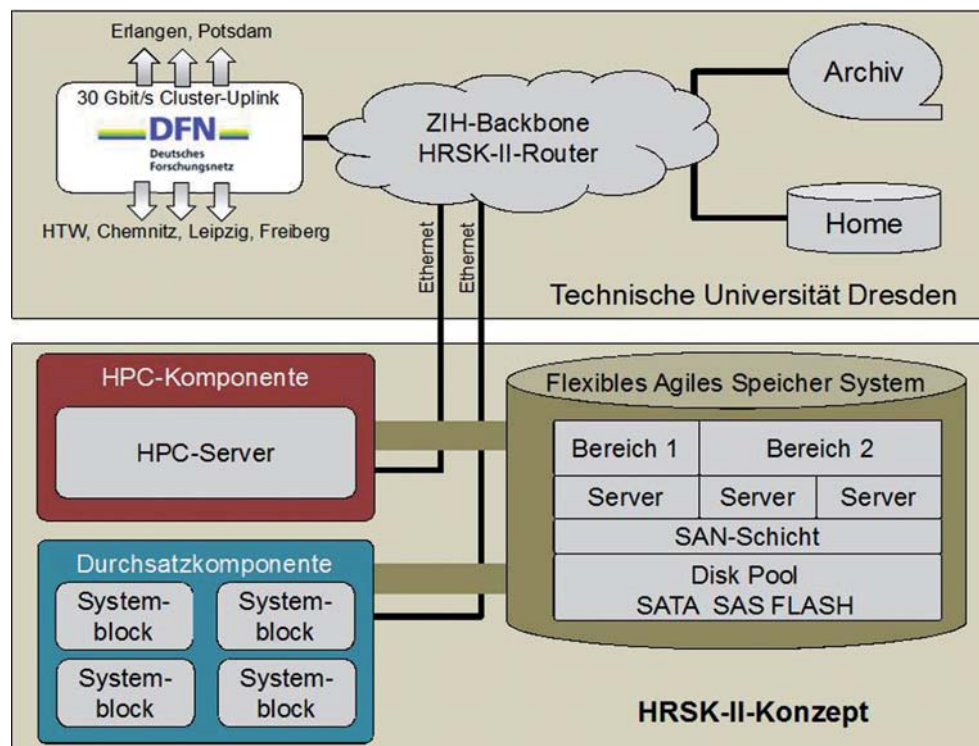 Erlangen, Potsdam
30 Gbit/s Cluster-Uplink
DFN
Deutsches
Forschungsnetz
HTW, Chemnitz, Leipzig, Freiberg
ZIH-Backbone
HRSK-II-Router
Archiv
Home
Ethernet
Ethernet
Technische Universität Dresden
HPC-Komponente
HPC-Server
Durchsatzkomponente
System-
block
System-
block
System-
block
System-
block
Flexibles Agiles Speicher System
Bereich 1
Bereich 2
Server
Server
Server
SAN-Schicht
Disk Pool
SATA SAS FLASH
HRSK-II-Konzept